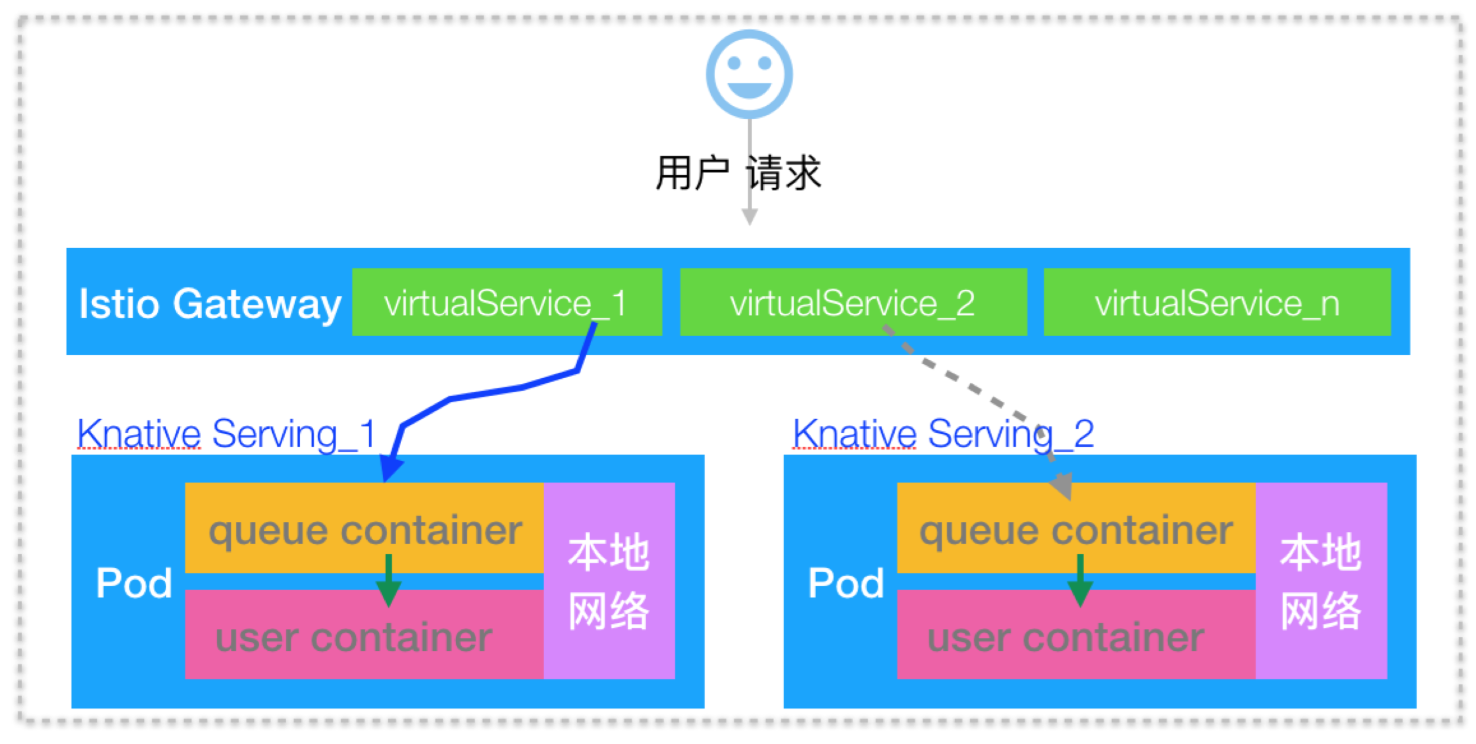 用户 请求
Istio Gateway
virtualService_1
virtualService_2
virtualService_n
Knative Serving_1
Pod
queue container
user container
本地
网络
Knative Serving_2
Pod
queue container
user container
本地
网络